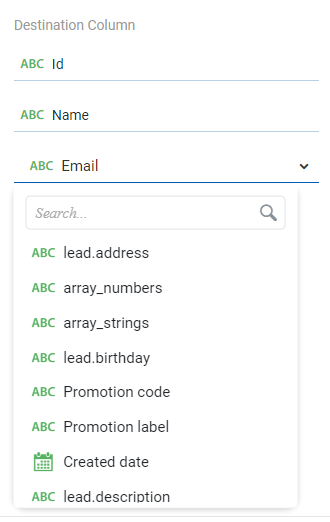 Destination Column
ABC Id
ABC Name
ABC Email
Search...
ABC lead.address
ABC array_numbers
ABC array_strings
ABC lead.birthday
ABC Promotion code
ABC Promotion label
Created date
ABC lead.description